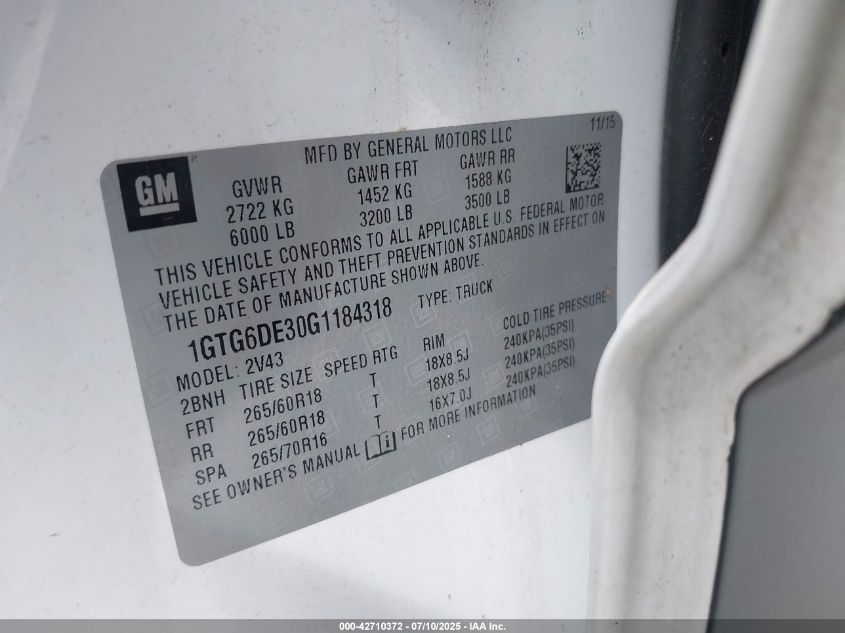 11/15
GM
MFD BY GENERAL MOTORS LLC
GVWR GAWR FRT GAWR RR
2722 KG 1452 KG 1588 KG
6000 LB 3200 LB 3500 LB
THIS VEHICLE CONFORMS TO ALL APPLICABLE U.S. FEDERAL MOTOR
VEHICLE SAFETY AND THEFT PREVENTION STANDARDS IN EFFECT ON
THE DATE OF MANUFACTURE SHOWN ABOVE.
1GTG6DE30G1184318 TYPE: TRUCK
MODEL: 2V43
2BNH TIRE SIZE SPEED RTG RIM COLD TIRE PRESSURE
FRT 265/60R18 T 18X8.5J 240KPA(35PSI)
RR 265/60R18 T 18X8.5J 240KPA(35PSI)
SPA 265/70R16 T 16X7.0J 240KPA(35PSI)
SEE OWNER'S MANUAL FOR MORE INFORMATION
000-42710372 - 07/10/2025 - IAA Inc.